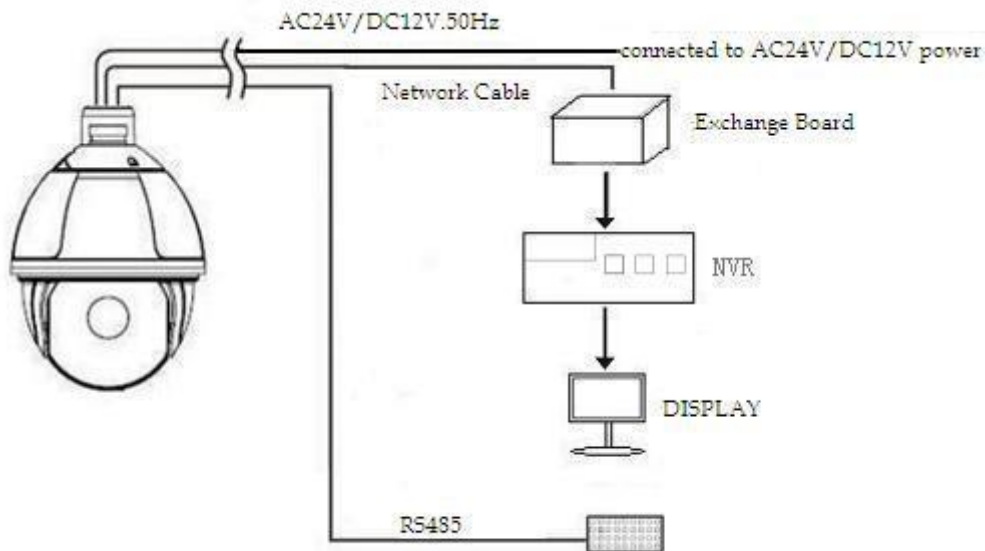 AC24V/DC12V.50Hz
connected to AC24V/DC12V power
Network Cable
Exchange Board
NVR
DISPLAY
RS485